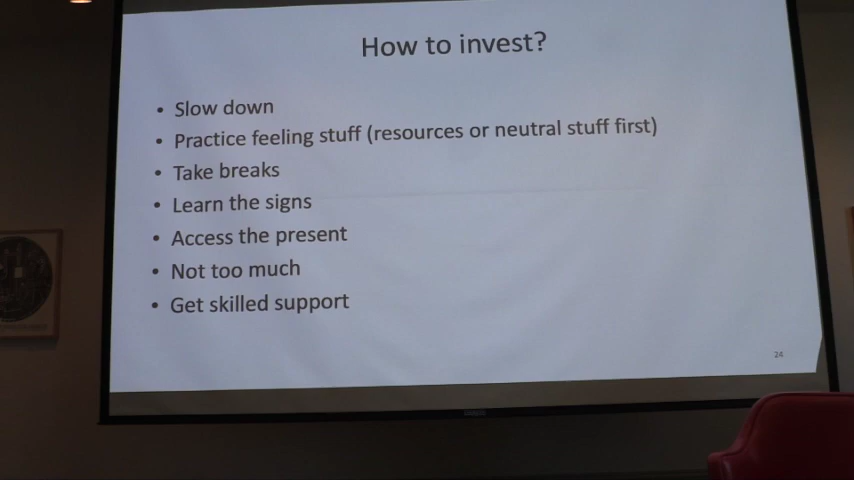 How to invest?
• Slow down
• Practice feeling stuff (resources or neutral stuff first)
• Take breaks
• Learn the signs
• Access the present
• Not too much
• Get skilled support
24